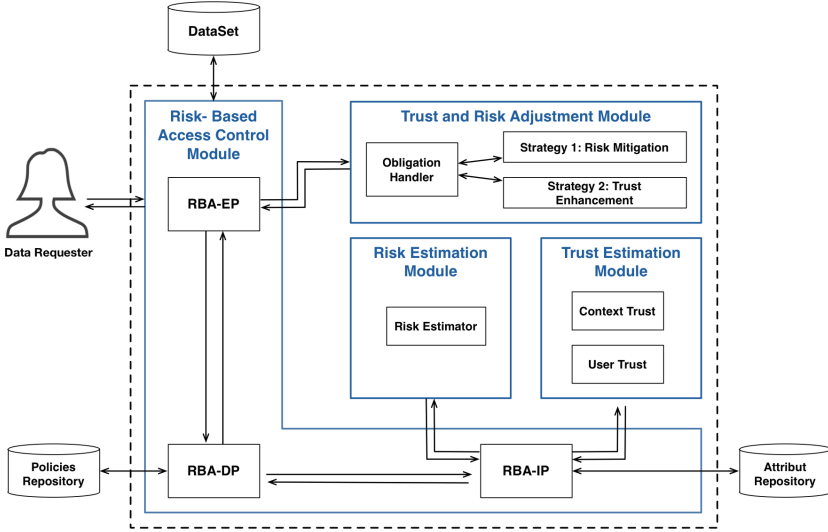 DataSet
Risk- Based
Access Control
Module
Trust and Risk Adjustment Module
Obligation
Handler
Strategy 1: Risk Mitigation
Strategy 2: Trust
Enhancement
RBA-EP
Data Requester
Risk Estimation
Module
Risk Estimator
Trust Estimation
Module
Context Trust
User Trust
Policies
Repository
RBA-DP
RBA-IP
Attribut
Repository